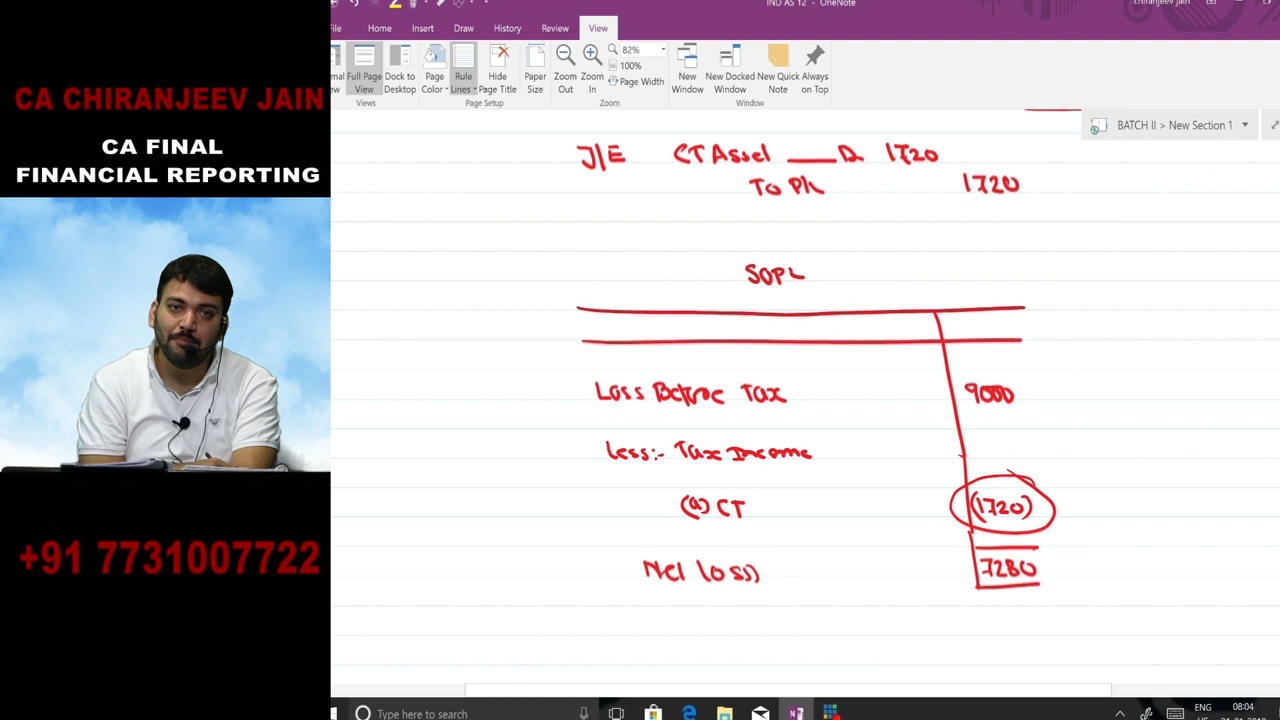 IND AS 12 - OneNote
chiranjeev jain
Home Insert Draw History Review View
Full Page View
Dock to Desktop
Views
Page Color
Rule Lines
Hide Page Title
Paper Size
Page Setup
Zoom Out
Zoom In
82%
100%
Page Width
Zoom
New Window
New Docked Window
New Quick Note
Always on Top
Window
BATCH II > New Section 1
CA CHIRANJEEV JAIN
CA FINAL
FINANCIAL REPORTING
+91 7731007722
J/E CT Asset ___ D 1720
To P/L 1720
SOPL
Loss Before Tax 9000
Less:- Tax Income
(a) CT (1720)
Net Loss 7280
Type here to search
ENG
08:04